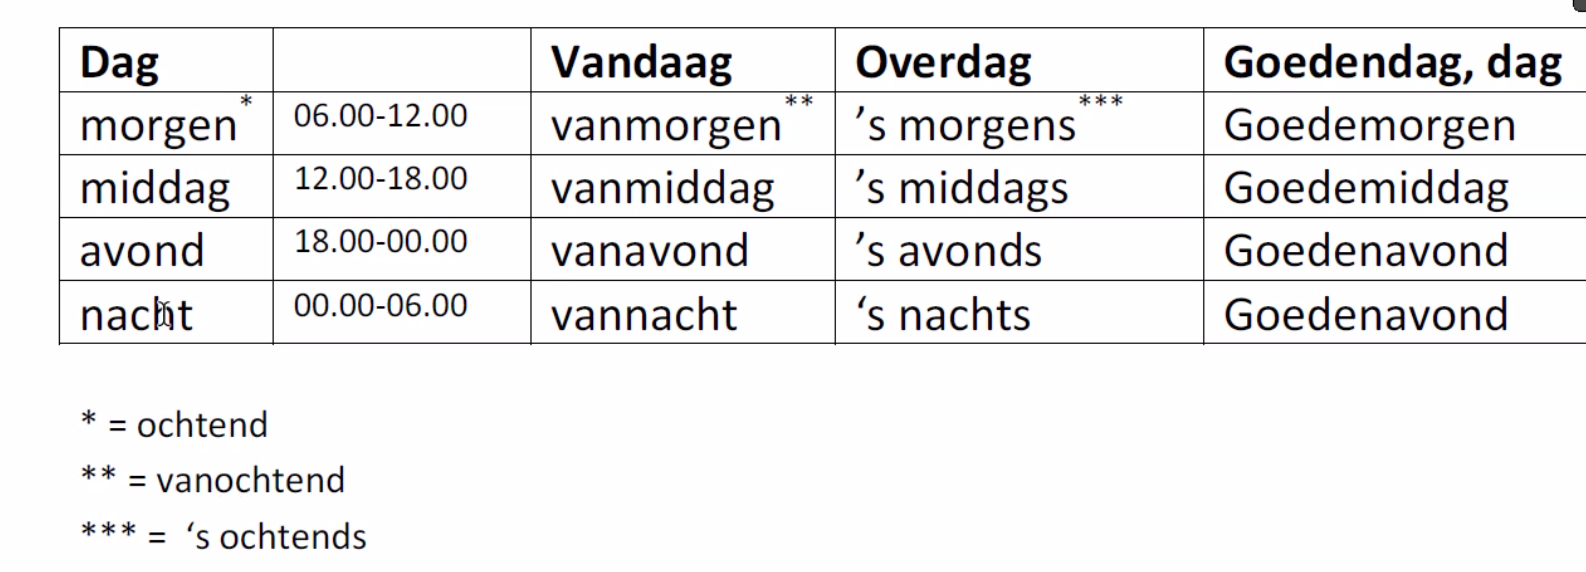 Dag Vandaag Overdag Goedendag, dag
morgen* 06.00-12.00 vanmorgen** ’s morgens*** Goedemorgen
middag 12.00-18.00 vanmiddag ’s middags Goedemiddag
avond 18.00-00.00 vanavond ’s avonds Goedenavond
nacht 00.00-06.00 vannacht ‘s nachts Goedenavond
* = ochtend
** = vanochtend
*** = ‘s ochtends